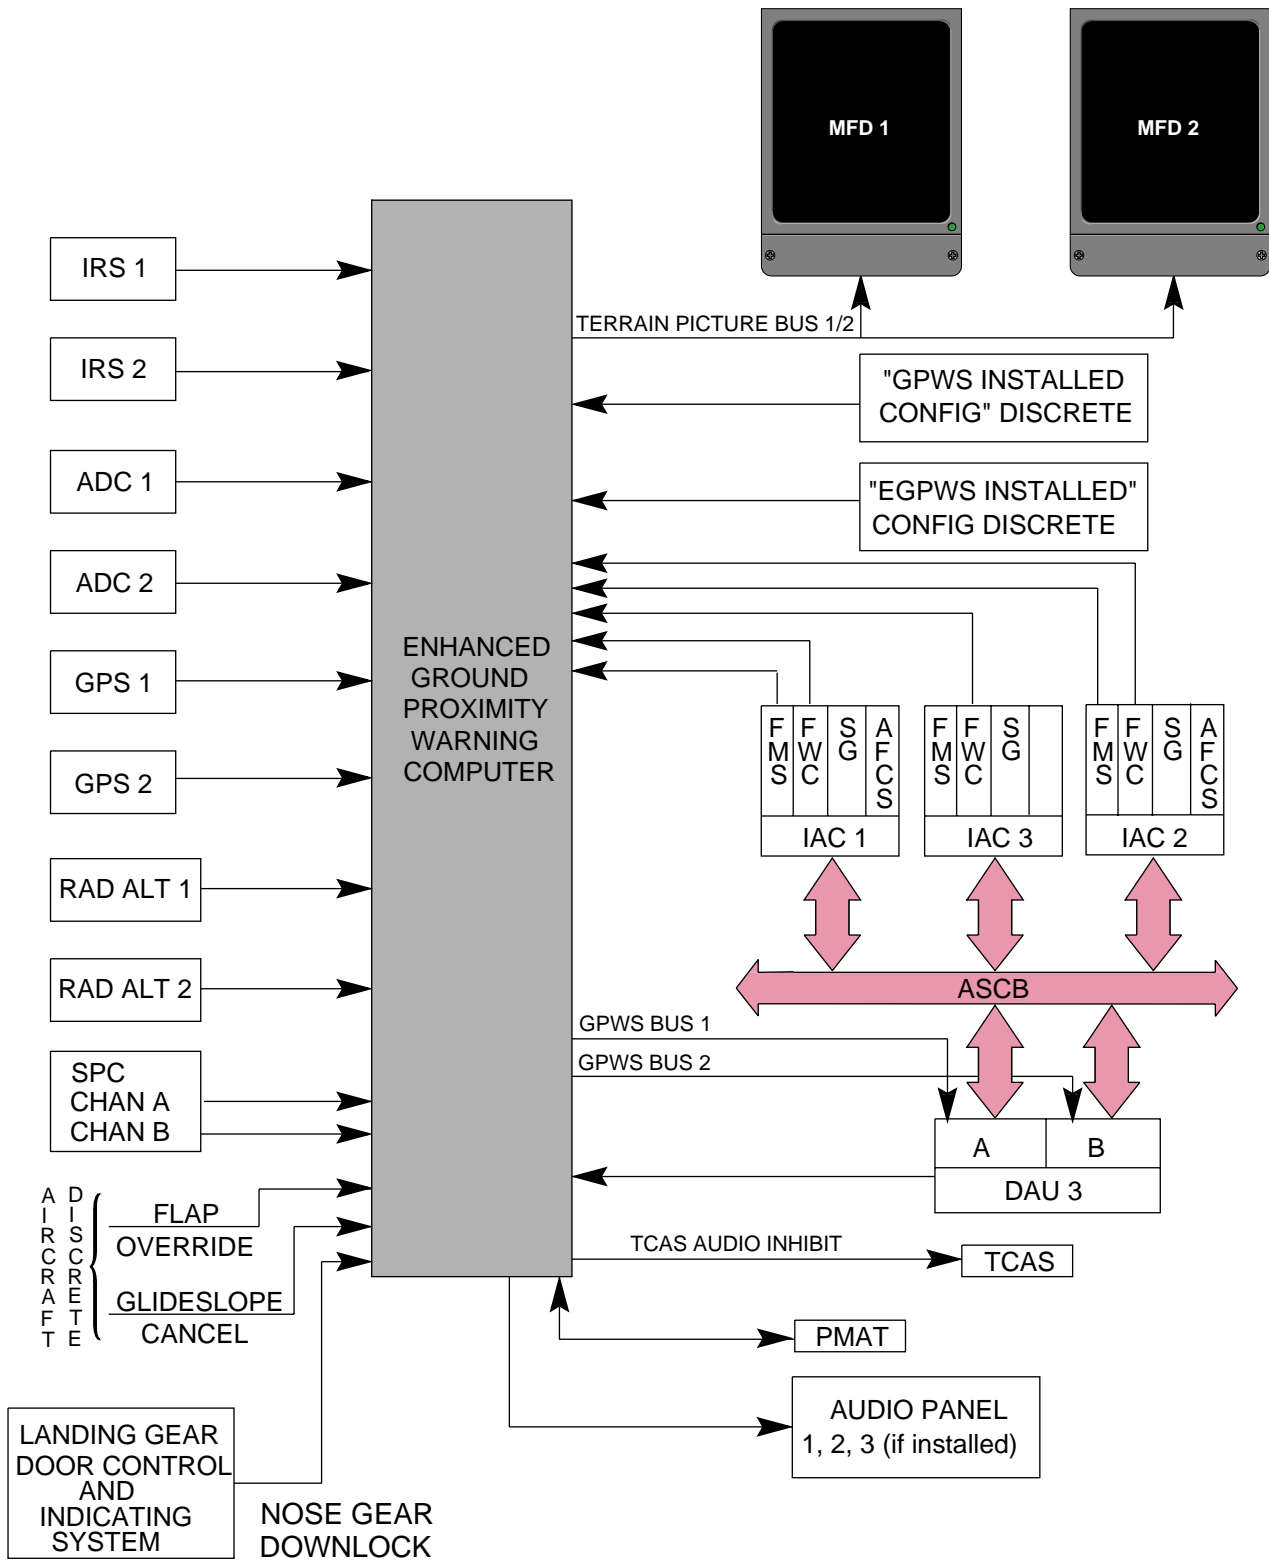 MFD 1
MFD 2
IRS 1
IRS 2
ADC 1
ADC 2
GPS 1
GPS 2
RAD ALT 1
RAD ALT 2
SPC
CHAN A
CHAN B
AIRCRAFT
DISCRETE
FLAP
OVERRIDE
GLIDESLOPE
CANCEL
LANDING GEAR
DOOR CONTROL
AND
INDICATING
SYSTEM
NOSE GEAR
DOWNLOCK
ENHANCED
GROUND
PROXIMITY
WARNING
COMPUTER
TERRAIN PICTURE BUS 1/2
"GPWS INSTALLED
CONFIG" DISCRETE
"EGPWS INSTALLED"
CONFIG DISCRETE
FMS
FWC
SG
AFCS
IAC 1
FMS
FWC
SG
IAC 3
FMS
FWC
SG
AFCS
IAC 2
ASCB
GPWS BUS 1
GPWS BUS 2
A
B
DAU 3
TCAS AUDIO INHIBIT
TCAS
PMAT
AUDIO PANEL
1, 2, 3 (if installed)